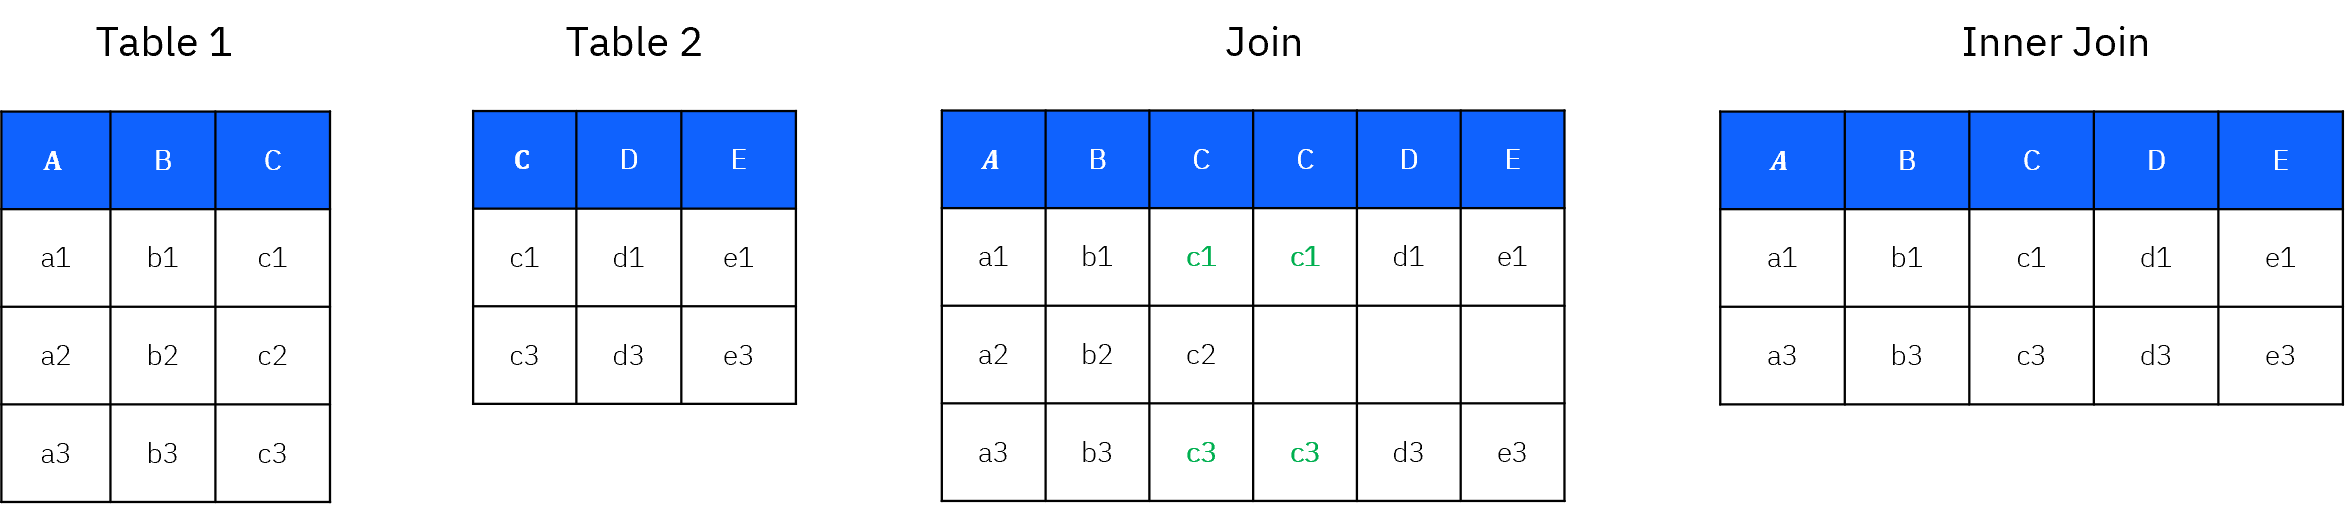 Table 1
A B C
a1 b1 c1
a2 b2 c2
a3 b3 c3
Table 2
C D E
c1 d1 e1
c3 d3 e3
Join
A B C C D E
a1 b1 c1 c1 d1 e1
a2 b2 c2
a3 b3 c3 c3 d3 e3
Inner Join
A B C D E
a1 b1 c1 d1 e1
a3 b3 c3 d3 e3